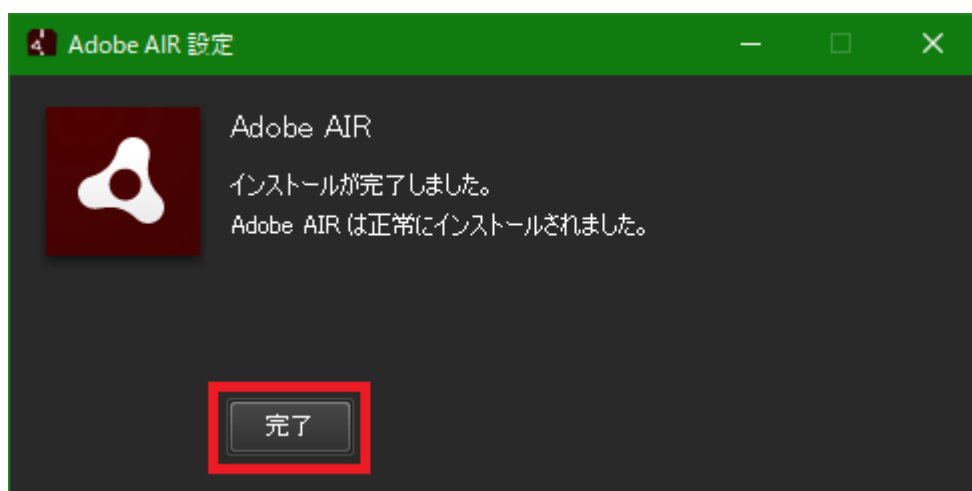 Adobe AIR 設定
Adobe AIR
インストールが完了しました。
Adobe AIR は正常にインストールされました。
完了